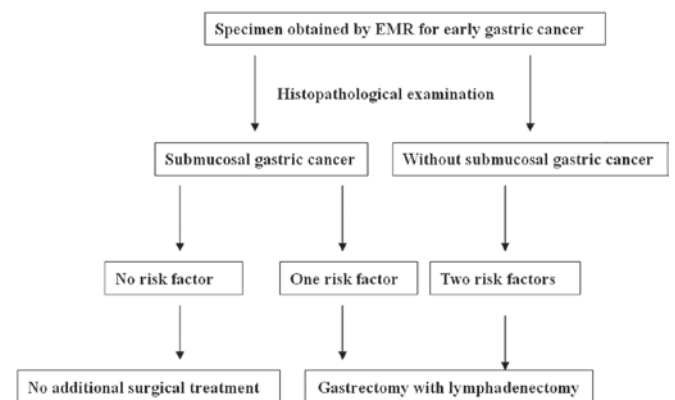 Specimen obtained by EMR for early gastric cancer
Histopathological examination
Submucosal gastric cancer
Without submucosal gastric cancer
No risk factor
One risk factor
Two risk factors
No additional surgical treatment
Gastrectomy with lymphadenectomy